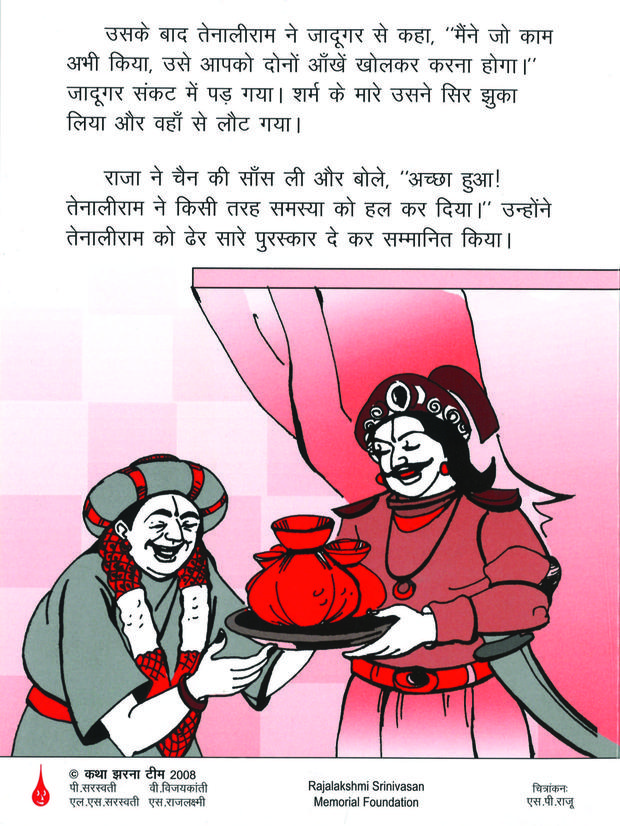 उसके बाद तेनालीराम ने जादूगर से कहा, ‘‘मैंने जो काम
अभी किया, उसे आपको दोनों आँखें खोलकर करना होगा।’’
जादूगर संकट में पड़ गया। शर्म के मारे उसने सिर झुका
लिया और वहाँ से लौट गया।
राजा ने चैन की साँस ली और बोले, ‘‘अच्छा हुआ!
तेनालीराम ने किसी तरह समस्या को हल कर दिया।’’ उन्होंने
तेनालीराम को ढेर सारे पुरस्कार दे कर सम्मानित किया।
© कथा झरना टीम 2008
पी.सरस्वती वी.विजयकांती
एल.एस.सरस्वती एस.राजलक्ष्मी
Rajalakshmi Srinivasan
Memorial Foundation
चित्रांकनः
एस.पी.राजू